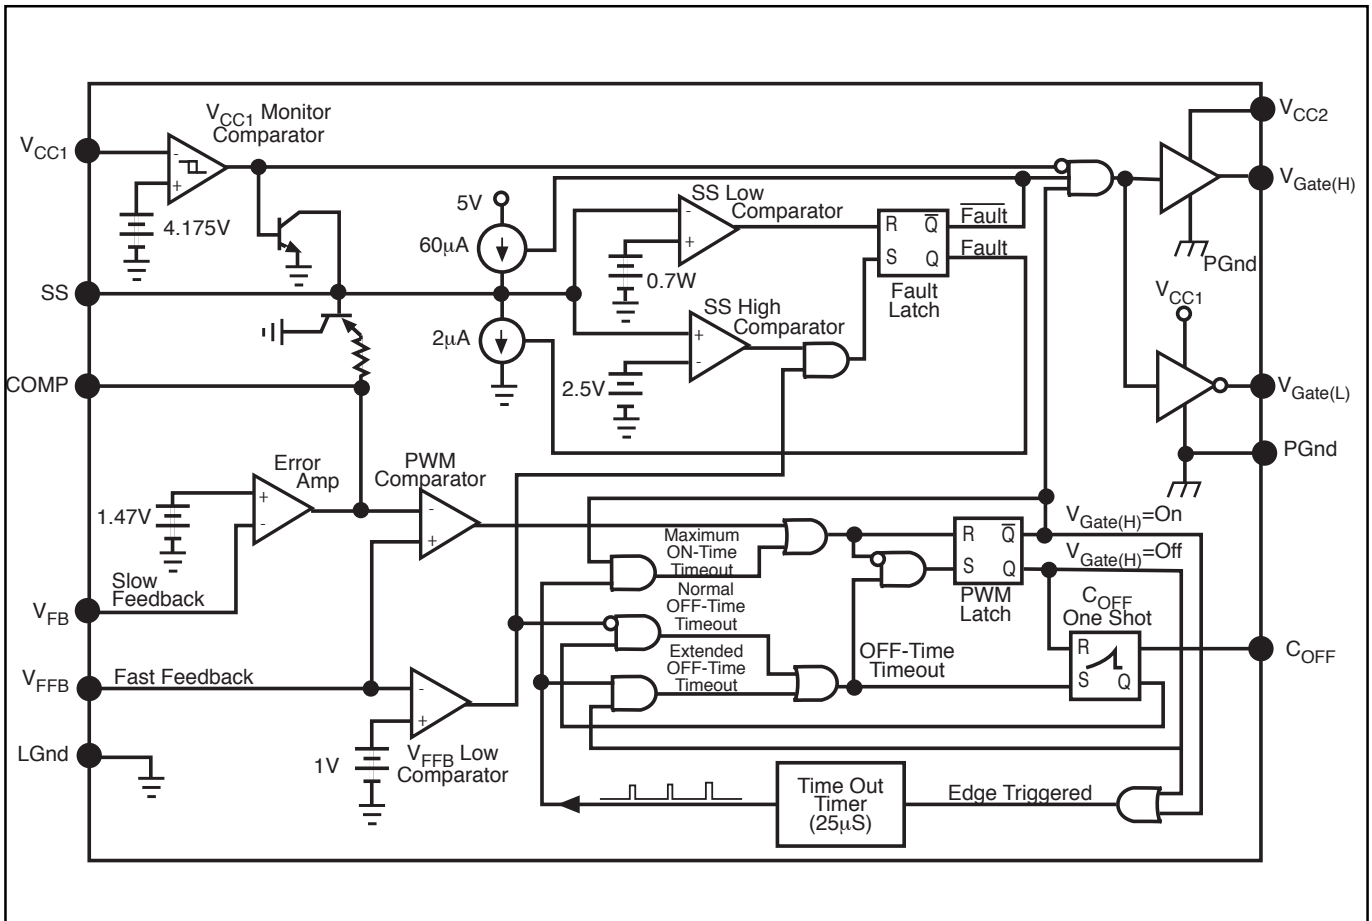 VCC1 Monitor
Comparator
VCC2
VCC1
-
+
4.175V
VGate(H)
5V
SS Low
Comparator
-
+
R
Q̅
F̅a̅u̅l̅t̅
60µA
S
Q
Fault
0.7W
PGnd
Fault
Latch
SS
SS High
Comparator
VCC1
2µA
+
-
2.5V
COMP
VGate(L)
PGnd
Error
Amp
PWM
Comparator
+
-
1.47V
-
+
VGate(H)=On
R
Q̅
Maximum
ON-Time
Timeout
VGate(H)=Off
S
Q
PWM
Latch
Slow
Feedback
Normal
OFF-Time
Timeout
COFF
One Shot
VFB
R
S
Q
COFF
Extended
OFF-Time
Timeout
OFF-Time
Timeout
VFFB
Fast Feedback
-
+
LGnd
1V
VFFB Low
Comparator
Time Out
Timer
(25µS)
Edge Triggered